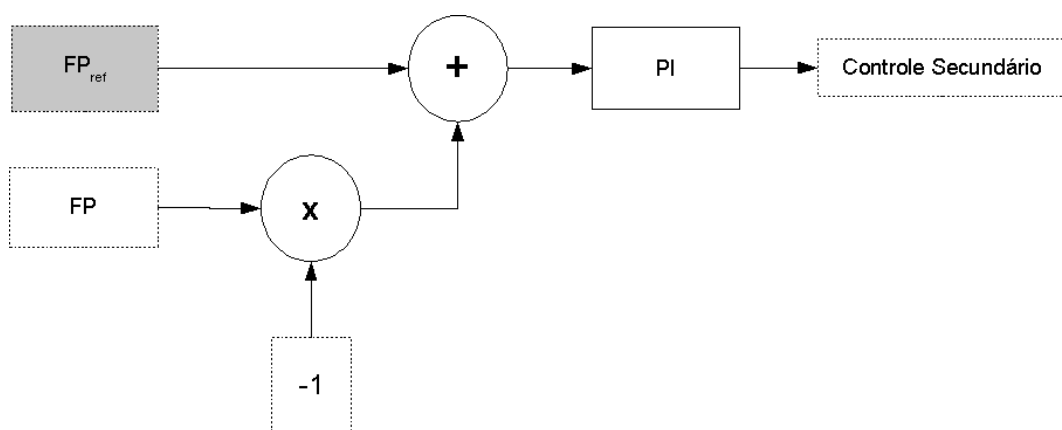 FPref
+
PI
Controle Secundário
FP
x
-1